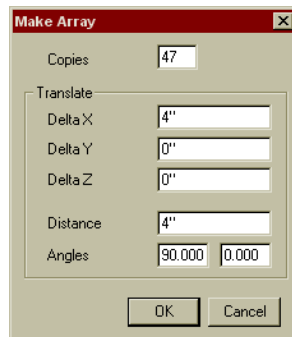 Make Array
Copies 47
Translate
Delta X 4"
Delta Y 0"
Delta Z 0"
Distance 4"
Angles 90.000 0.000
OK Cancel